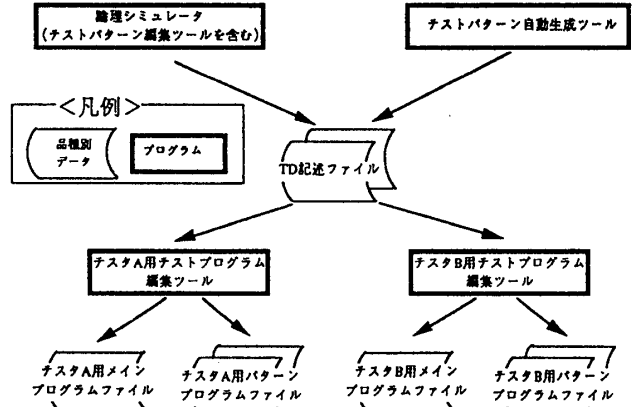 論理シミュレータ
(テストパターン編集ツールを含む)
テストパターン自動生成ツール
<凡例>
品種別
データ
プログラム
TD記述ファイル
テスタA用テストプログラム
編集ツール
テスタB用テストプログラム
編集ツール
テスタA用メイン
プログラムファイル
テスタA用パターン
プログラムファイル
テスタB用メイン
プログラムファイル
テスタB用パターン
プログラムファイル